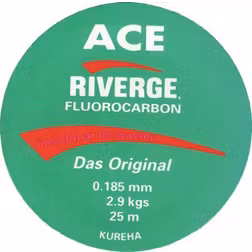 ACE
RIVERGE.
FLUOROCARBON
Das Original
0.185 mm
2.9 kgs
25 m
KUREHA